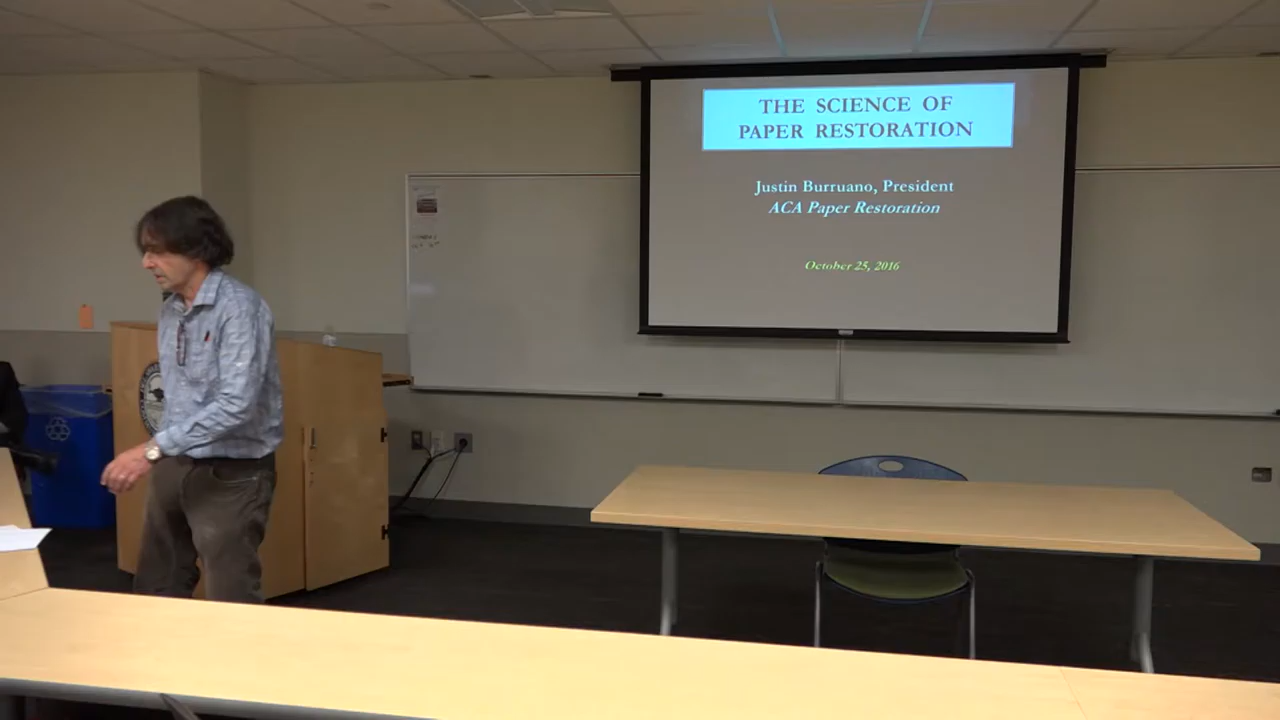 THE SCIENCE OF
PAPER RESTORATION
Justin Burruano, President
ACA Paper Restoration
October 25, 2016